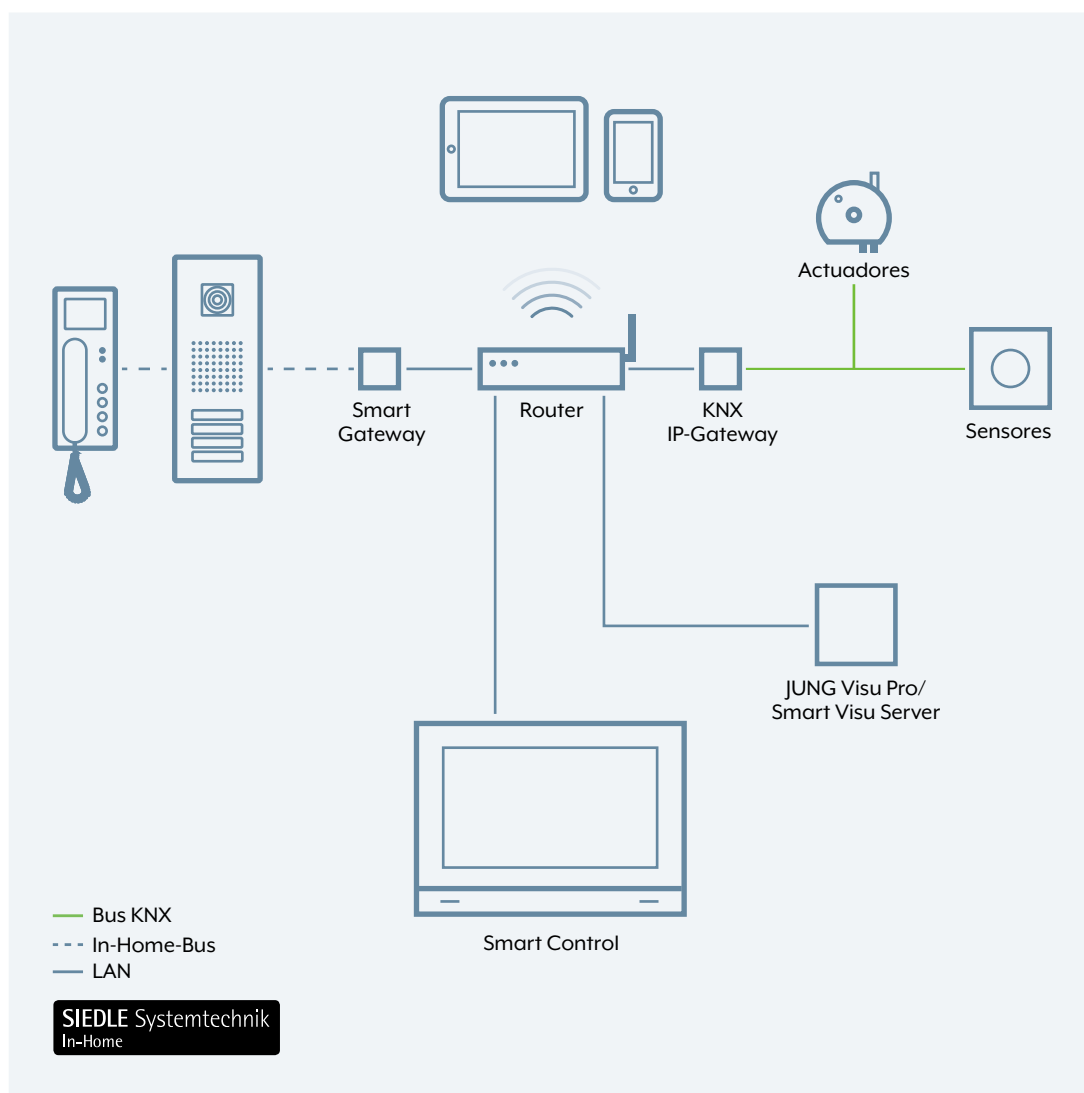 Actuadores
Smart
Gateway
Router
KNX
IP-Gateway
Sensores
JUNG Visu Pro/
Smart Visu Server
Smart Control
Bus KNX
In-Home-Bus
LAN
SIEDLE Systemtechnik
In-Home